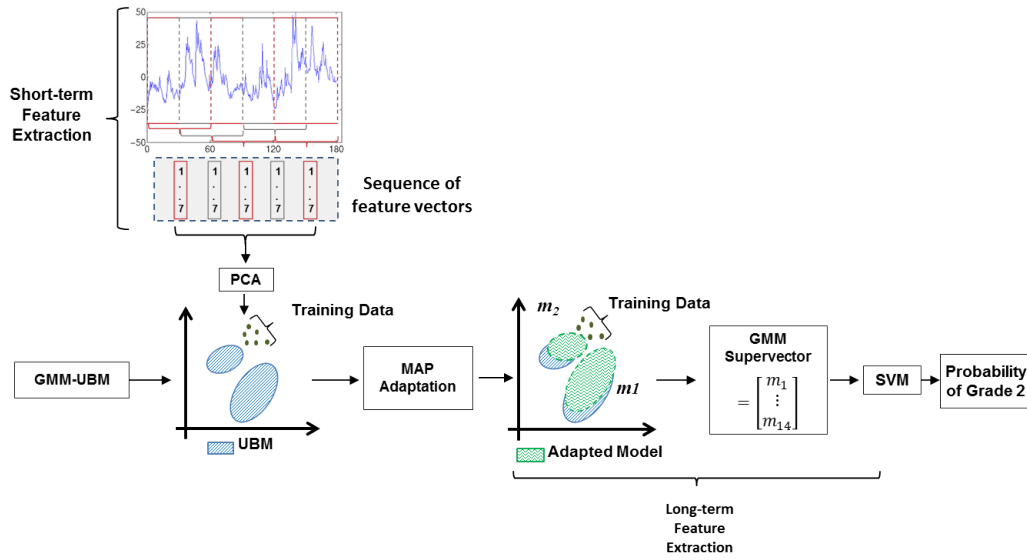 Short-term
Feature
Extraction
50
25
0
−25
−50
0
60
120
180
1 1 1 1 1
. . . . .
. . . . .
7 7 7 7 7
Sequence of
feature vectors
PCA
Training Data
GMM-UBM
UBM
MAP
Adaptation
m2
Training Data
m1
Adapted Model
GMM
Supervector
= [m1
⋮
m14]
SVM
Probability
of Grade 2
Long-term
Feature
Extraction